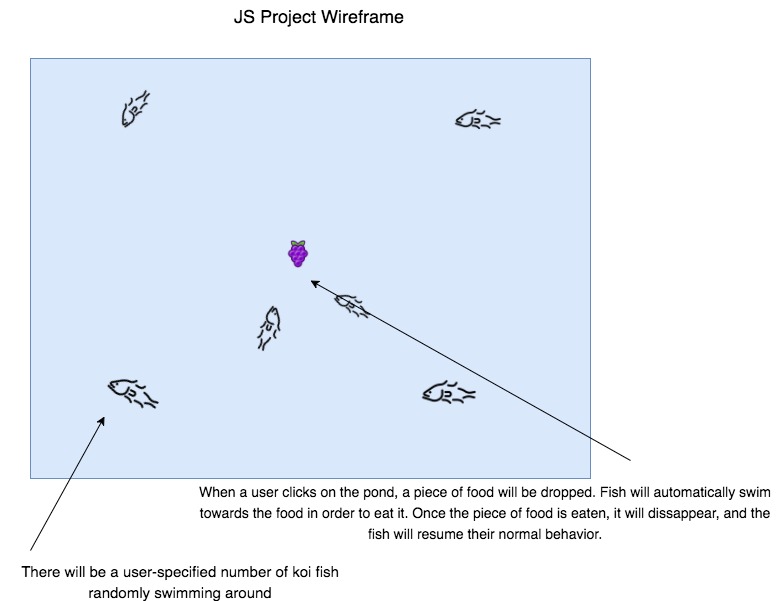 JS Project Wireframe
When a user clicks on the pond, a piece of food will be dropped. Fish will automatically swim
towards the food in order to eat it. Once the piece of food is eaten, it will dissappear, and the
fish will resume their normal behavior.
There will be a user-specified number of koi fish
randomly swimming around